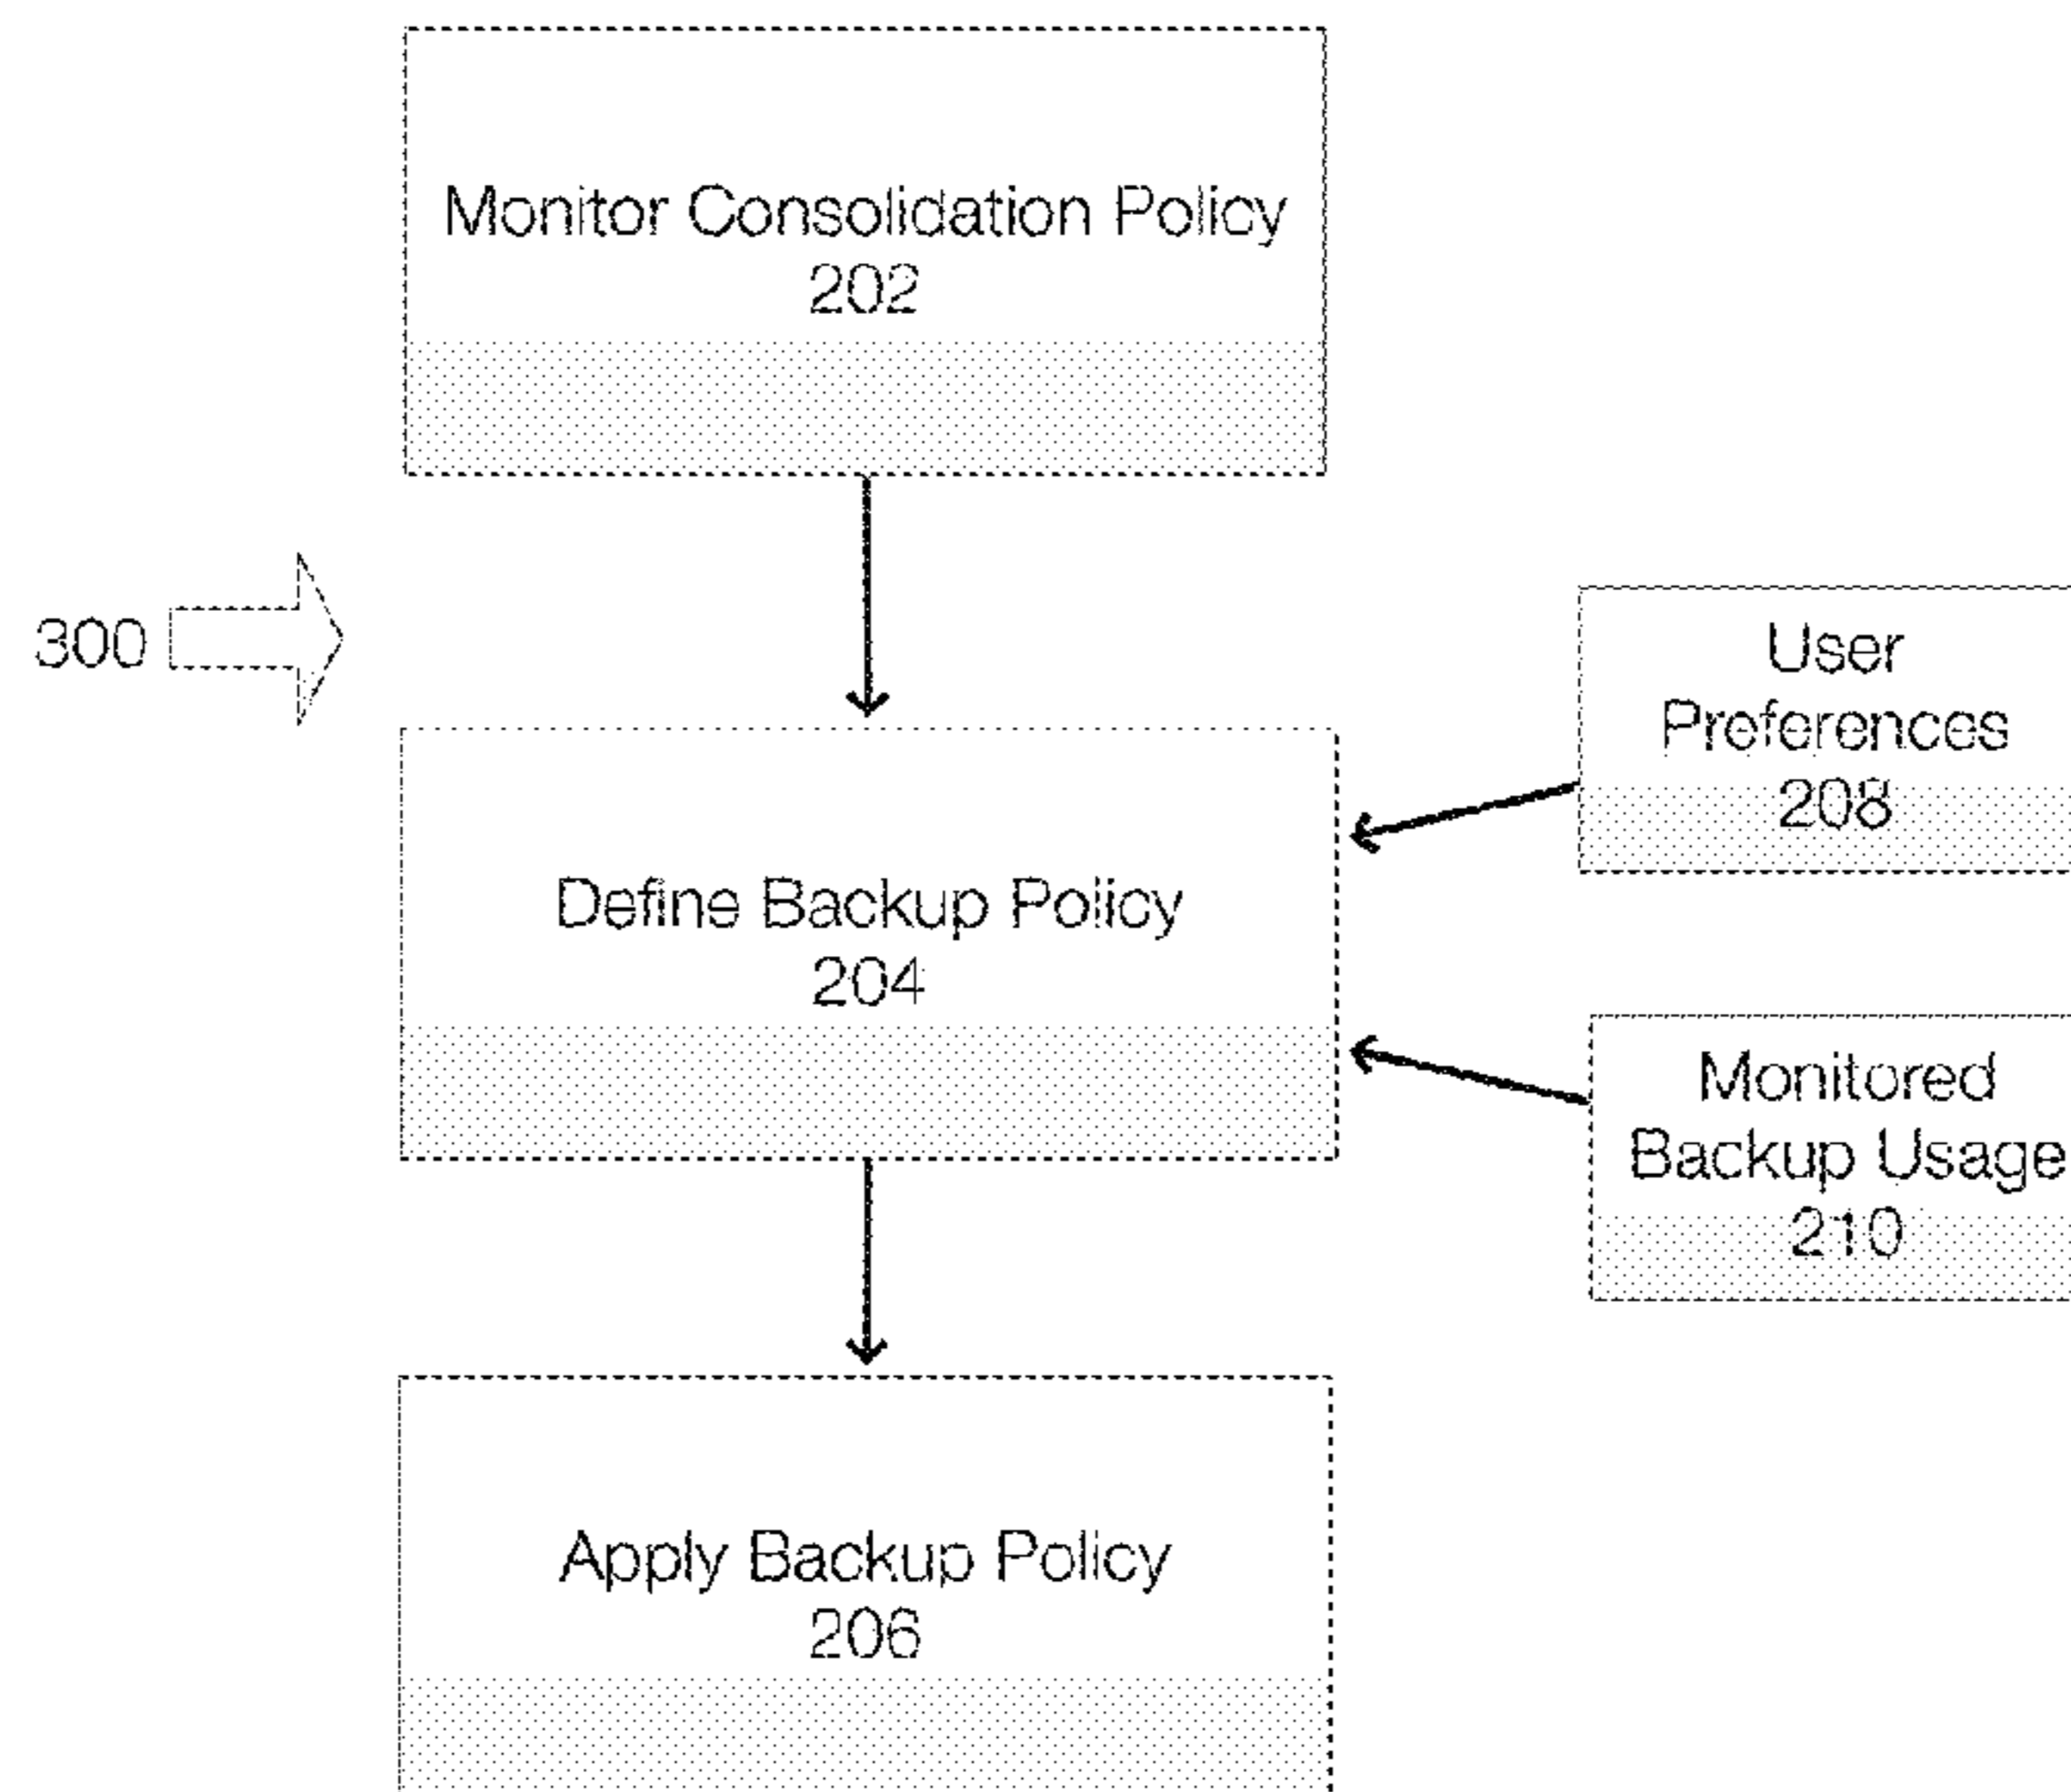 Monitor Consolidation Policy
202
300
User
Preferences
208
Define Backup Policy
204
Monitored
Backup Usage
210
Apply Backup Policy
206